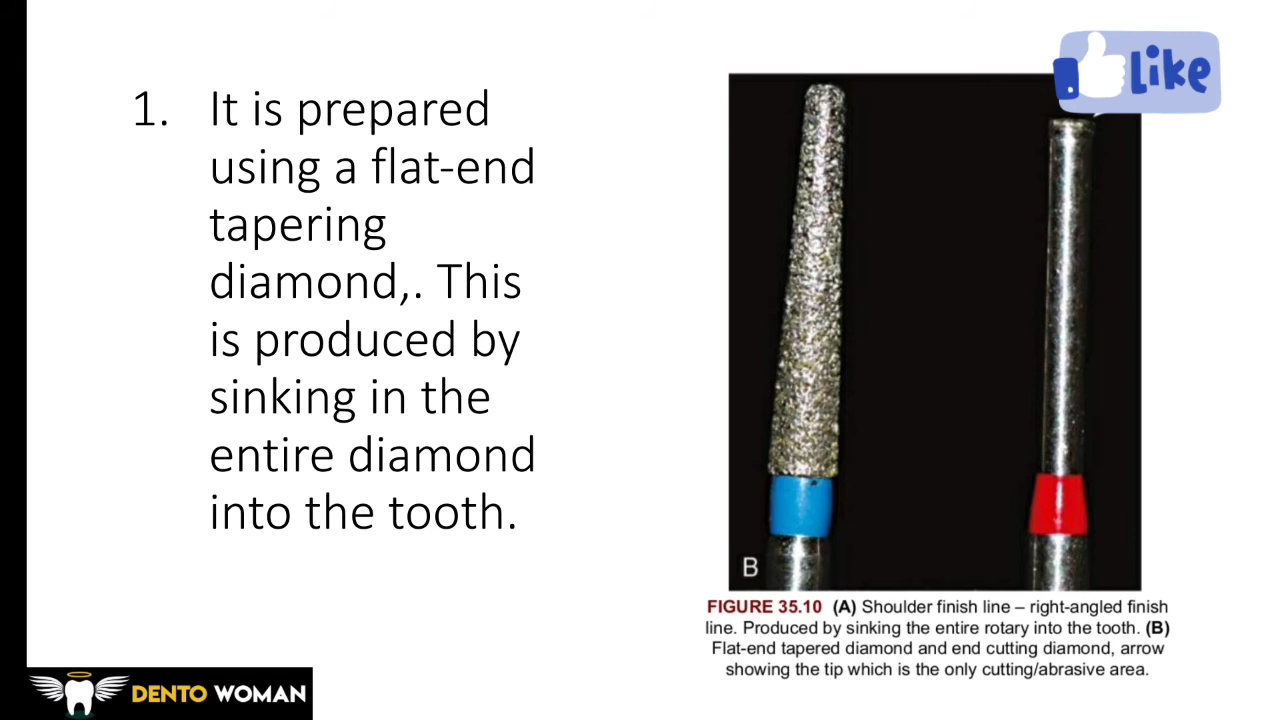 1. It is prepared
using a flat-end
tapering
diamond,. This
is produced by
sinking in the
entire diamond
into the tooth.
Like
B
FIGURE 35.10 (A) Shoulder finish line – right-angled finish
line. Produced by sinking the entire rotary into the tooth. (B)
Flat-end tapered diamond and end cutting diamond, arrow
showing the tip which is the only cutting/abrasive area.
DENTO WOMAN